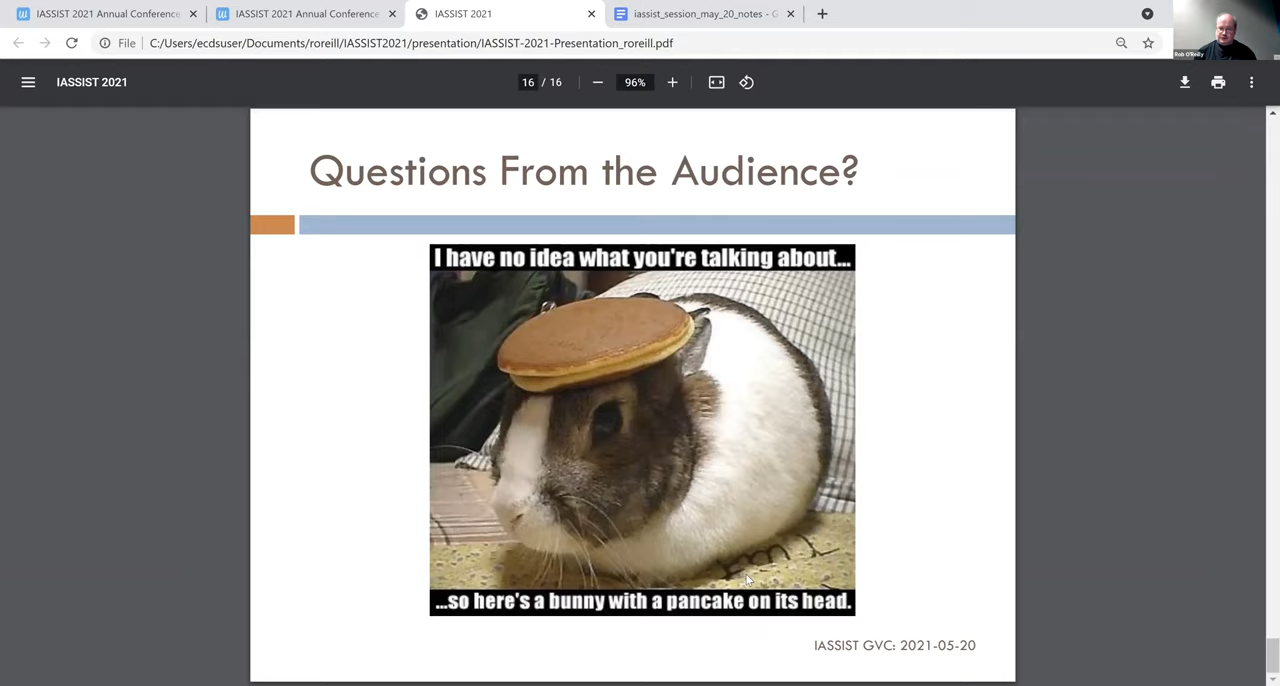 IASSIST 2021 Annual Conference
IASSIST 2021 Annual Conference
IASSIST 2021
iassist_session_may_20_notes - G
File
C:/Users/ecdsuser/Documents/roreill/IASSIST2021/presentation/IASSIST-2021-Presentation_roreill.pdf
Rob O'Reilly
IASSIST 2021
16 / 16
96%
Questions From the Audience?
I have no idea what you're talking about...
...so here's a bunny with a pancake on its head.
IASSIST GVC: 2021-05-20